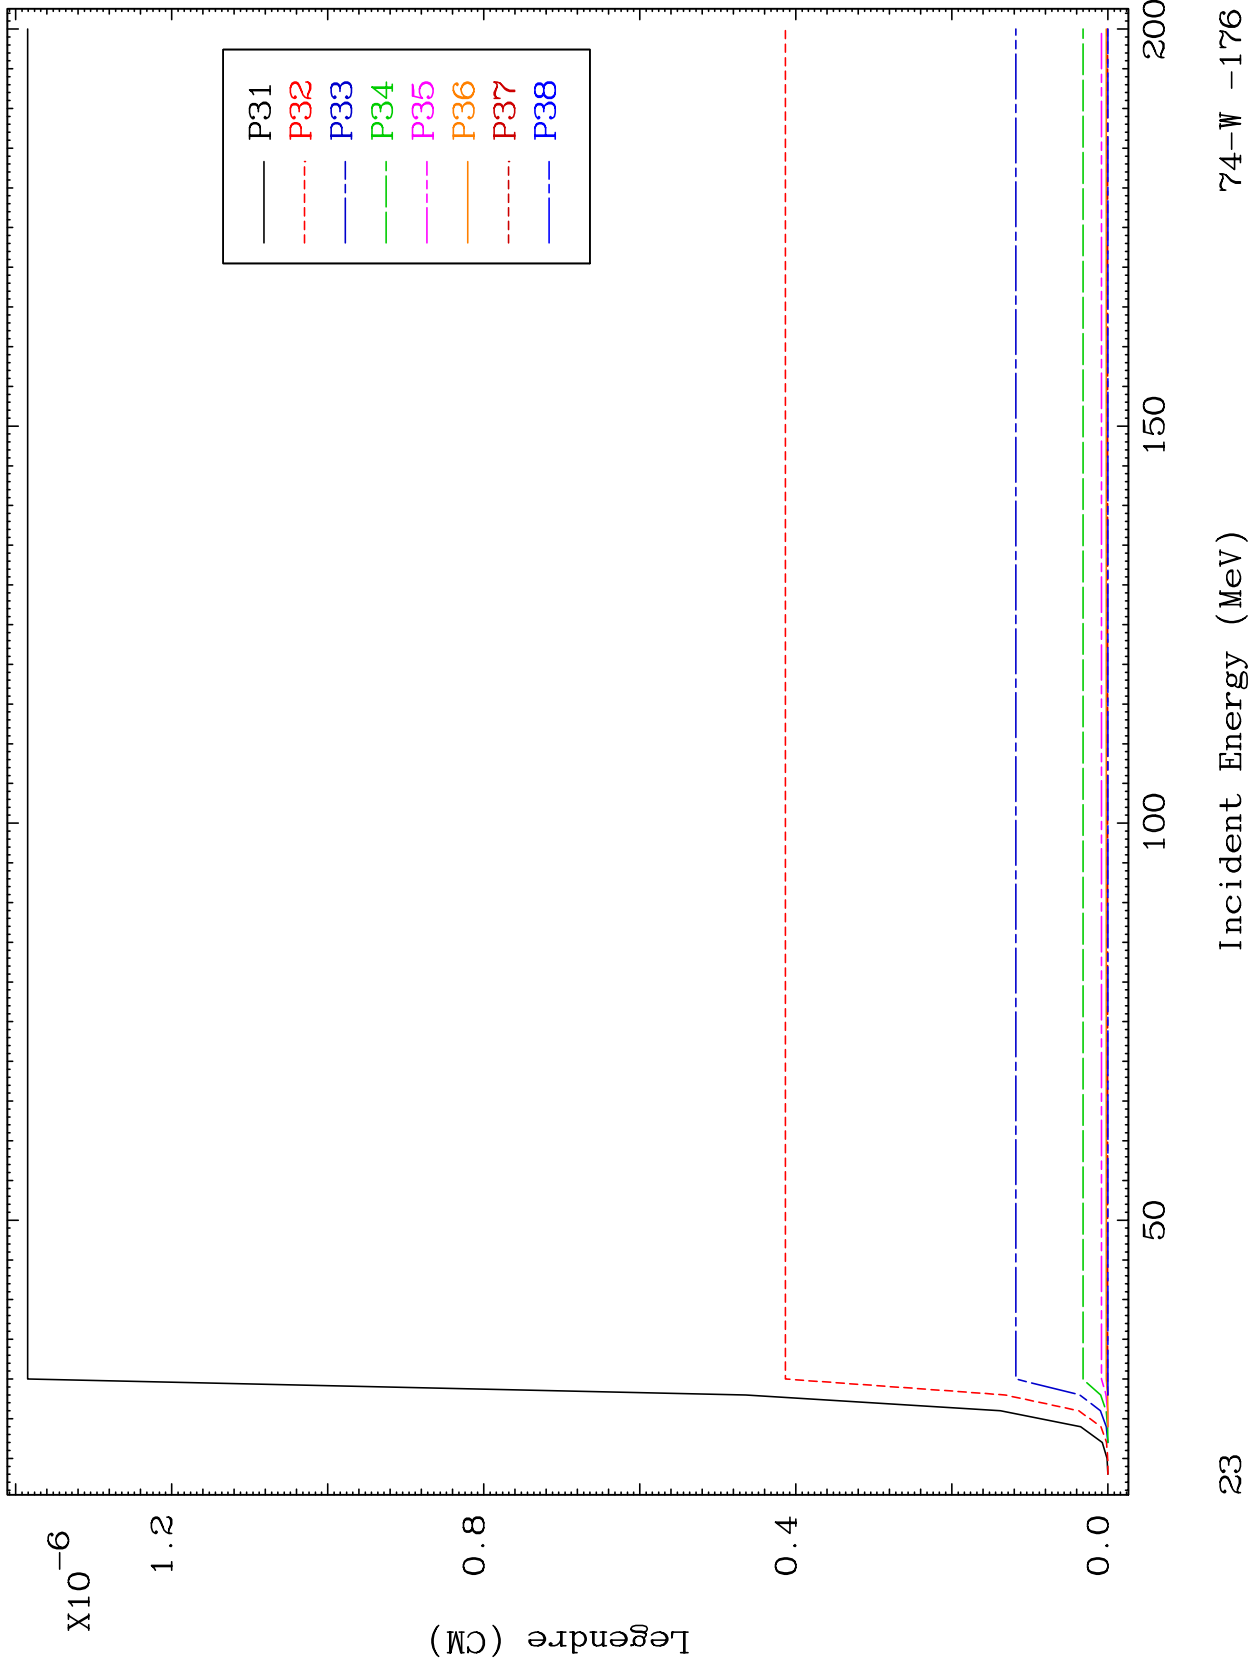 X10-6
1.2
0.8
0.4
0.0
Legendre (CM)
P31
P32
P33
P34
P35
P36
P37
P38
50
100
150
200
Incident Energy (MeV)
23
74-W -176